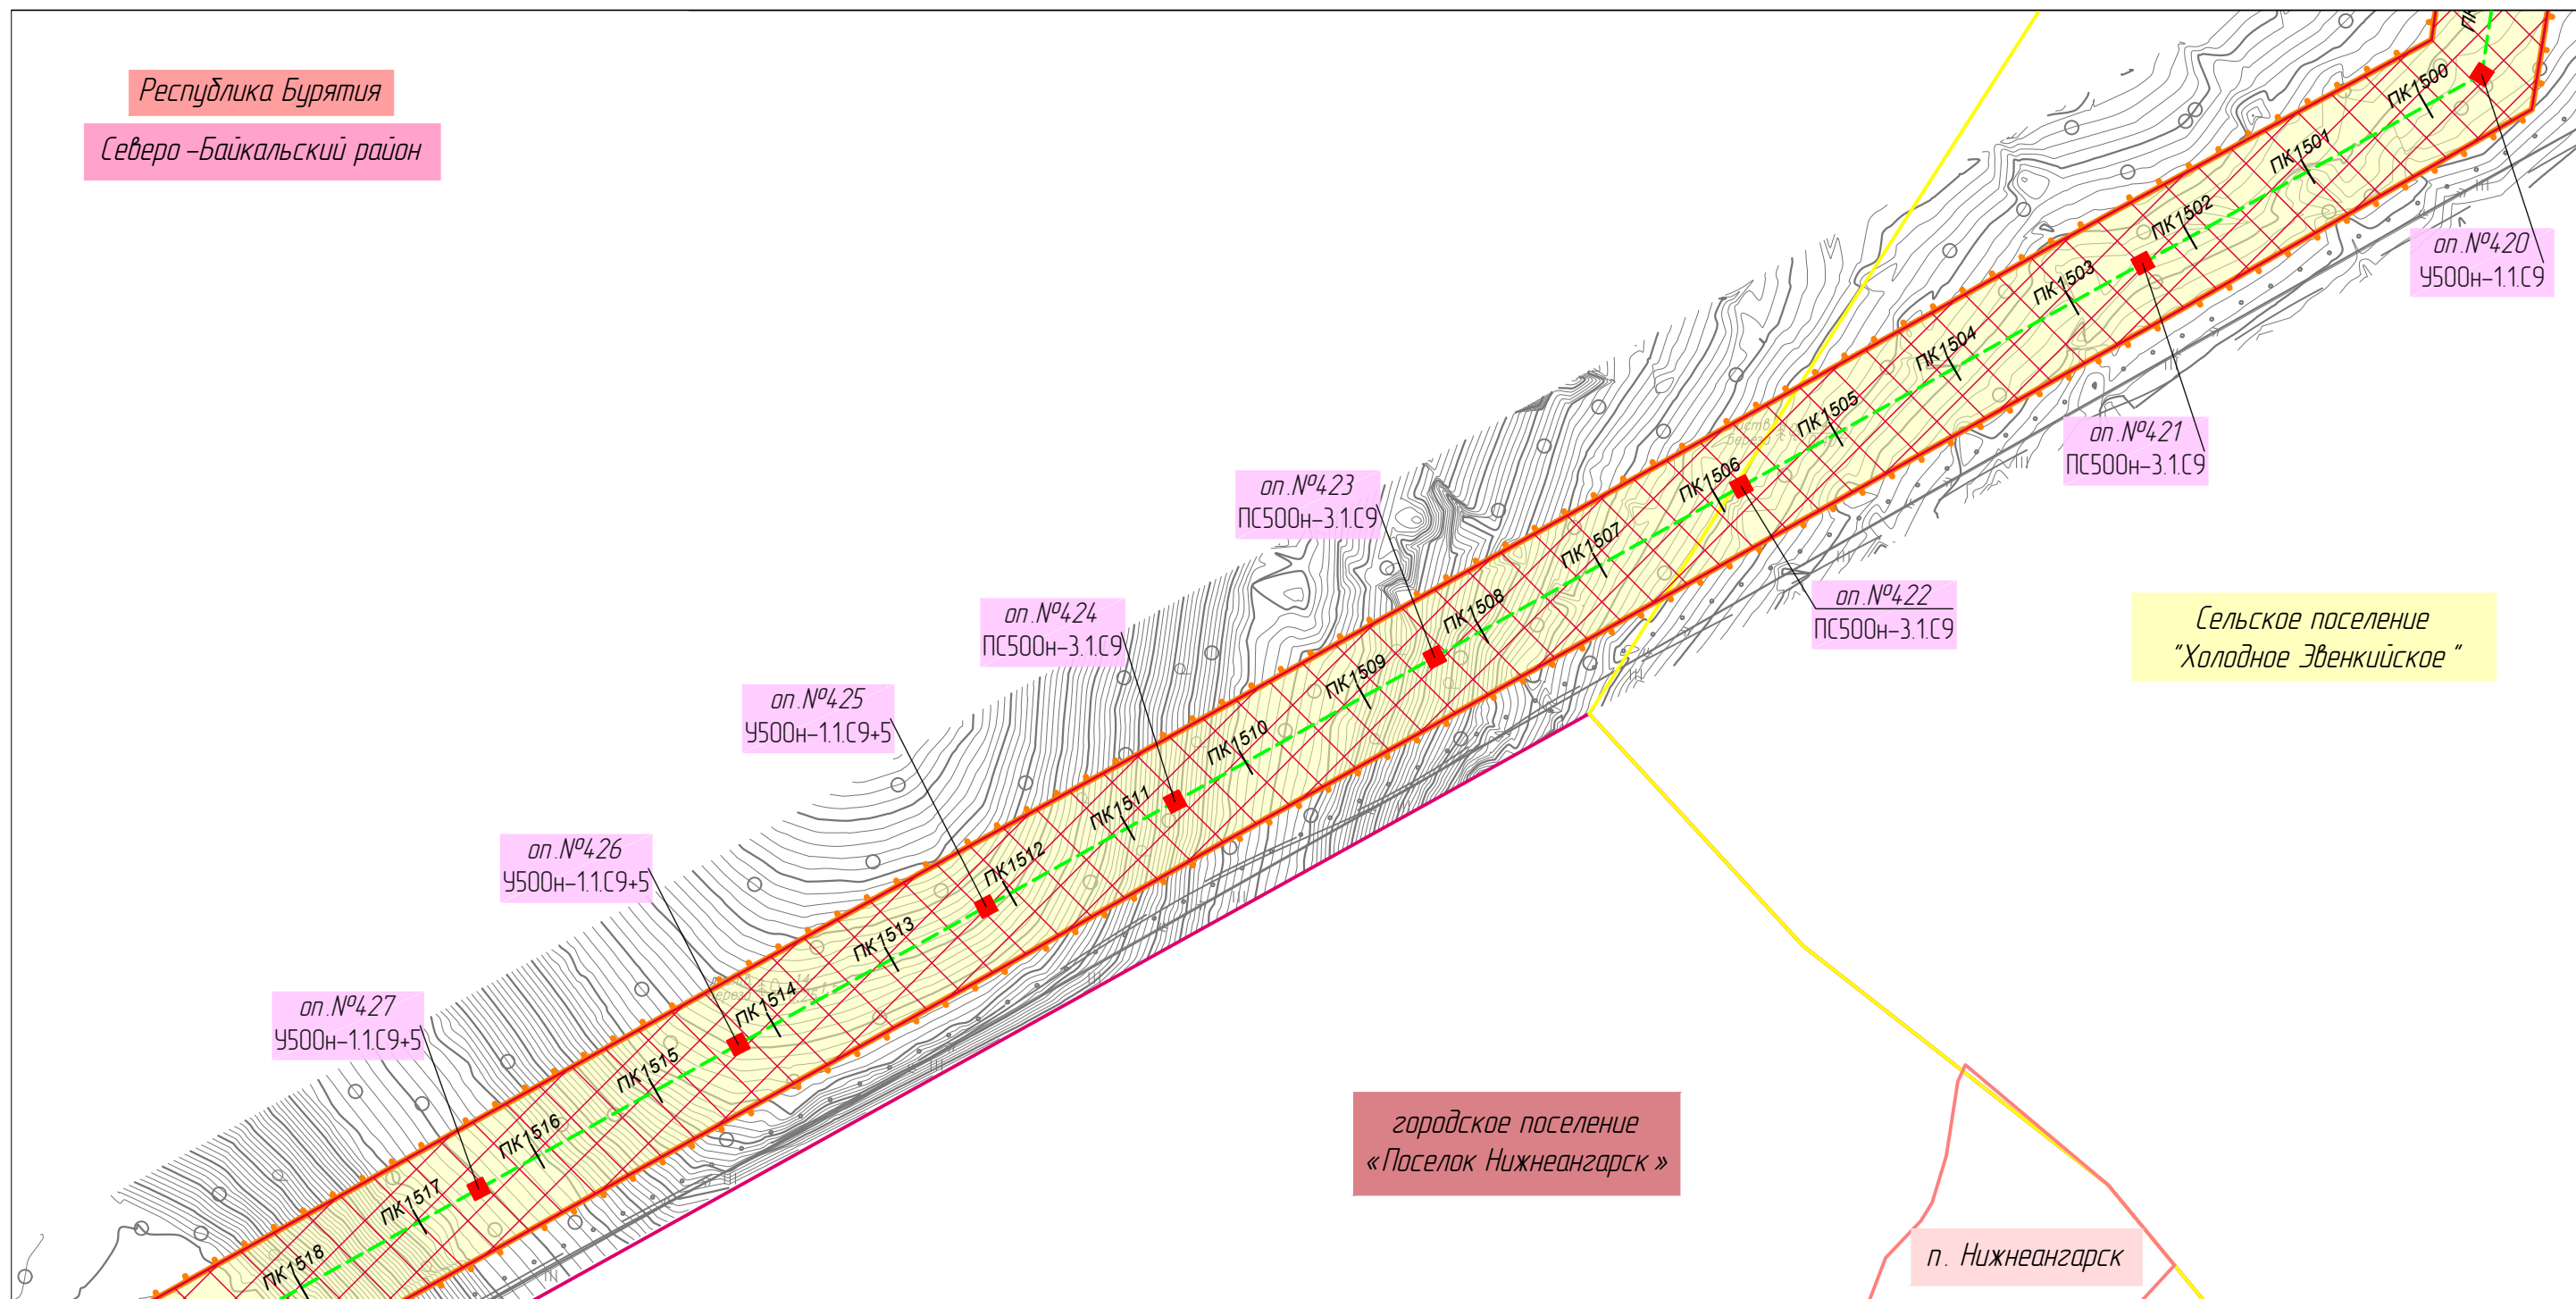 Республика Бурятия
Северо-Байкальский район
ПК1500
ПК1501
ПК1502
ПК1503
ПК1504
ПК1505
ПК1506
ПК1507
ПК1508
ПК1509
ПК1510
ПК1511
ПК1512
ПК1513
ПК1514
ПК1515
ПК1516
ПК1517
ПК1518
оп.№420
У500н-1.1.С9
оп.№421
ПС500н-3.1.С9
оп.№422
ПС500н-3.1.С9
оп.№423
ПС500н-3.1.С9
оп.№424
ПС500н-3.1.С9
оп.№425
У500н-1.1.С9+5
оп.№426
У500н-1.1.С9+5
оп.№427
У500н-1.1.С9+5
Сельское поселение
"Холодное Эвенкийское"
городское поселение
«Поселок Нижнеангарск»
п. Нижнеангарск